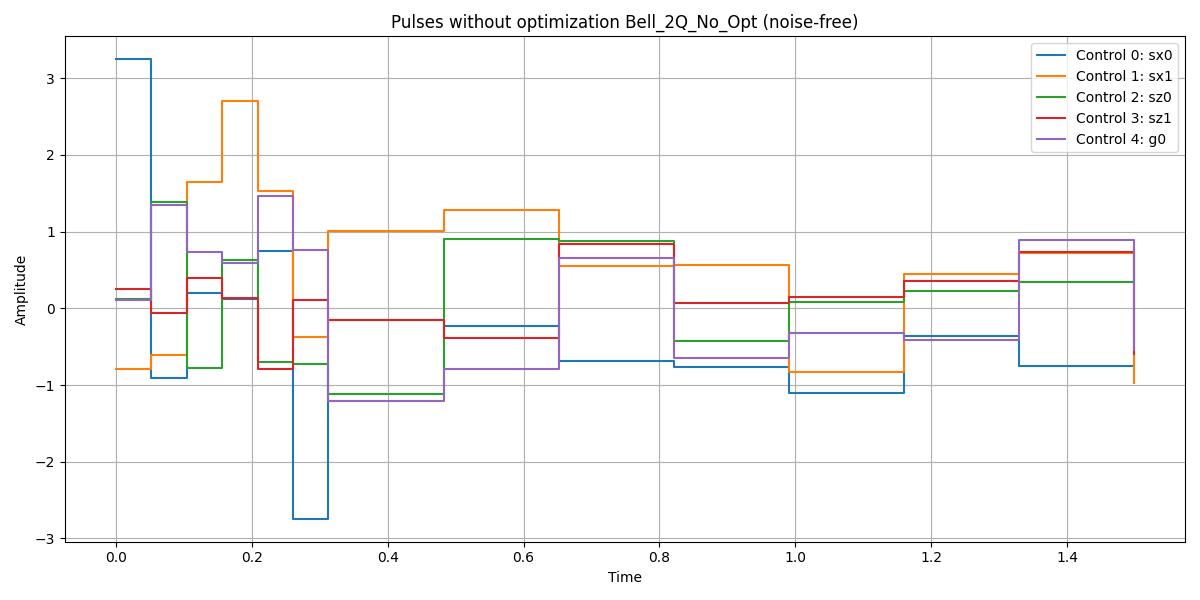 Pulses without optimization Bell_2Q_No_Opt (noise-free)
Control 0: sx0
Control 1: sx1
Control 2: sz0
Control 3: sz1
Control 4: g0
Amplitude
3
2
1
0
−1
−2
−3
0.0 0.2 0.4 0.6 0.8 1.0 1.2 1.4
Time